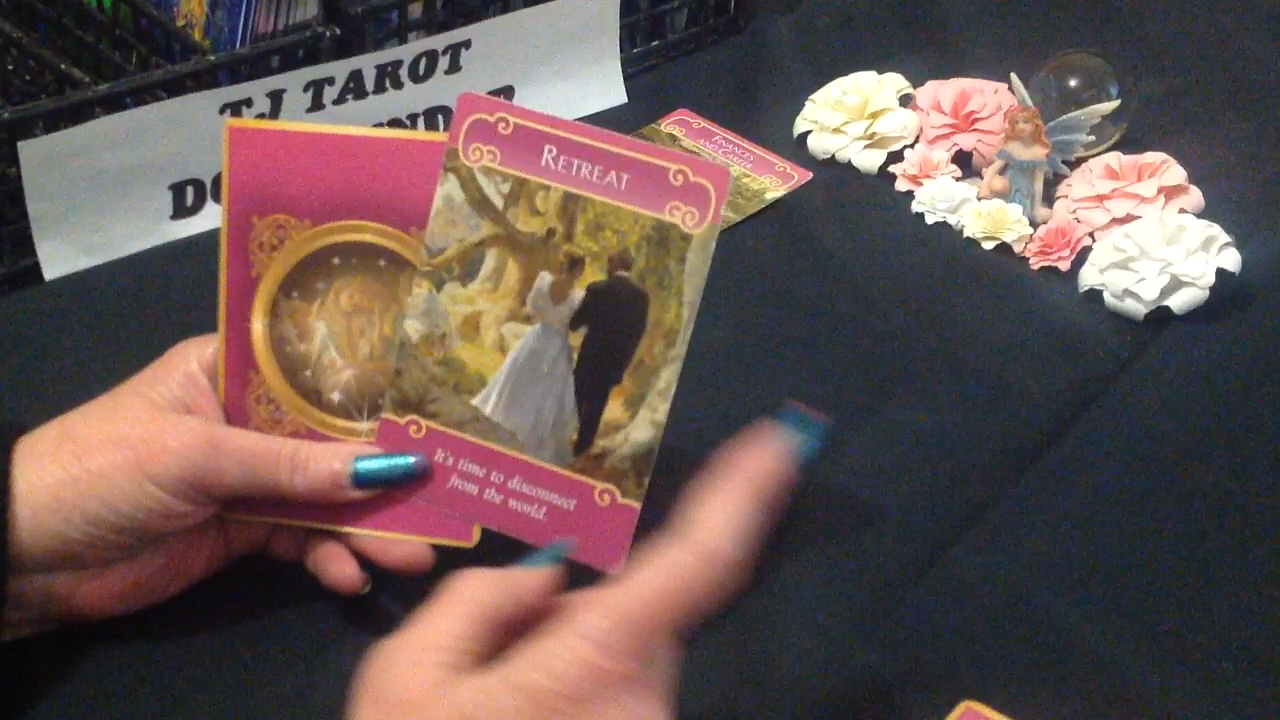 TJ TAROT
RETREAT
It's time to disconnect
from the world.
FINANCES
AND CAREER